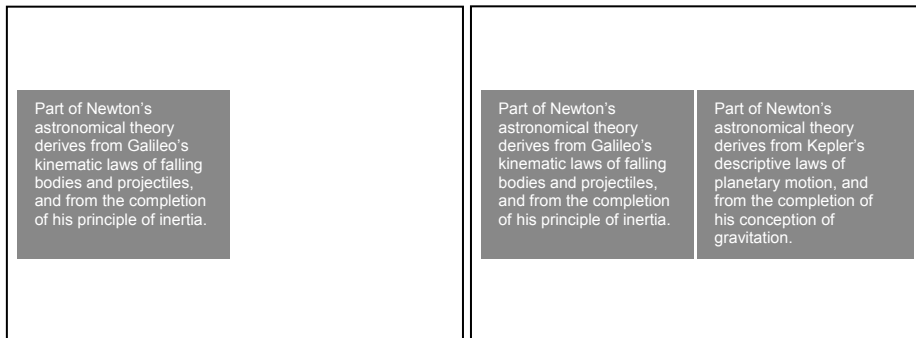 Part of Newton's
astronomical theory
derives from Galileo's
kinematic laws of falling
bodies and projectiles,
and from the completion
of his principle of inertia.
Part of Newton's
astronomical theory
derives from Galileo's
kinematic laws of falling
bodies and projectiles,
and from the completion
of his principle of inertia.
Part of Newton's
astronomical theory
derives from Kepler's
descriptive laws of
planetary motion, and
from the completion of
his conception of
gravitation.